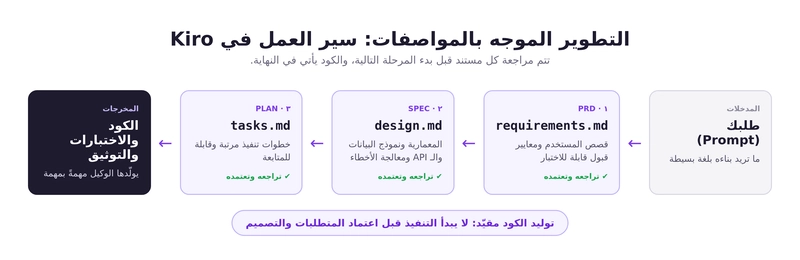 التطوير الموجه بالمواصفات: سير العمل في Kiro
تتم مراجعة كل مستند قبل بدء المرحلة التالية، والكود يأتي في النهاية.
المدخلات
طلبك
(Prompt)
ما تريد بناءه بلغة بسيطة
←
PRD · ١
requirements.md
قصص المستخدم ومعايير
قبول قابلة للاختبار
✓ تراجعه وتعتمده
←
SPEC · ٢
design.md
المعمارية ونموذج البيانات
والـ API ومعالجة الأخطاء
✓ تراجعه وتعتمده
←
PLAN · ٣
tasks.md
خطوات تنفيذ مرتبة وقابلة
للمتابعة
✓ تراجعه وتعتمده
←
المخرجات
الكود
والاختبارات
والتوثيق
يولّدها الوكيل مهمةً بمهمة
توليد الكود مقيّد: لا يبدأ التنفيذ قبل اعتماد المتطلبات والتصميم